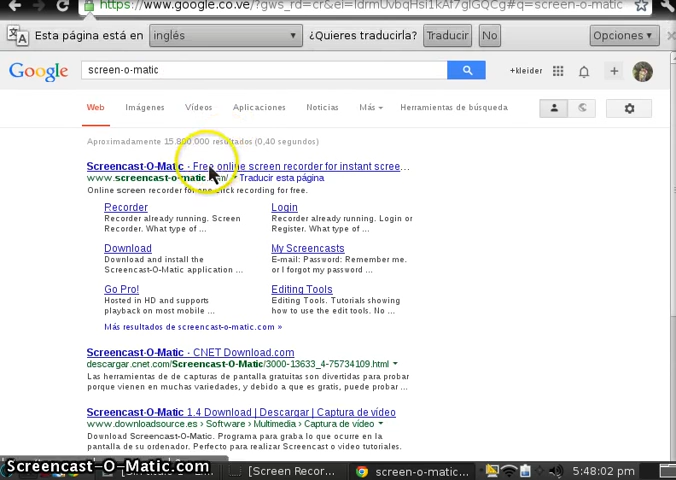 https://www.google.co.ve/?gws_rd=cr&ei=
Esta página está en inglés ¿Quieres traducirla? Traducir No Opciones
Google screen-o-matic +kleider
Web Imágenes Vídeos Aplicaciones Noticias Más Herramientas de búsqueda
Aproximadamente 15.800.000 resultados (0,40 segundos)
Screencast-O-Matic - Free online screen recorder for instant scree...
www.screencast-o-matic.com/ Traducir esta página
Online screen recorder for one-click recording for free.
Recorder
Recorder already running. Screen
Recorder. What type of ...
Login
Recorder already running. Login or
Register. What type of ...
Download
Download and install the
Screencast-O-Matic application ...
My Screencasts
E-mail: Password: Remember me.
or I forgot my password ...
Go Pro!
Hosted in HD and supports
playback on most mobile ...
Editing Tools
Editing Tools. Tutorials showing
how to use the edit tools. No ...
Más resultados de screencast-o-matic.com »
Screencast-O-Matic - CNET Download.com
descargar.cnet.com/Screencast-O-Matic/3000-13633_4-75734109.html
Las herramientas de de capturas de pantalla gratuitas son divertidas para probar
porque vienen en muchas variedades, y debido a que es gratis, puede probar ...
Screencast-O-Matic 1.4 Download | Descargar | Captura de vídeo
www.downloadsource.es › Software › Multimedia › Captura de vídeo
Download Screencast-O-Matic. Programa para graba lo que ocurre en la
pantalla de su ordenador. Perfecto para realizar Screencast o video tutoriales.
Screencast-O-Matic.com [Screen Recor... screen-o-matic... 5:48:02 pm